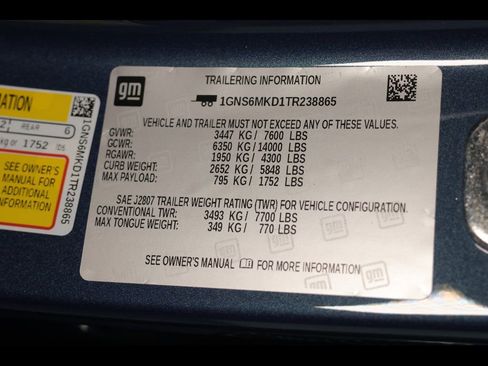 TRAILERING INFORMATION
gm
1GNS6MKD1TR238865
VEHICLE AND TRAILER MUST NOT EXCEED ANY OF THESE VALUES.
GVWR: 3447 KG / 7600 LBS
GCWR: 6350 KG / 14000 LBS
RGAWR: 1950 KG / 4300 LBS
CURB WEIGHT: 2652 KG / 5848 LBS
MAX PAYLOAD: 795 KG / 1752 LBS
SAE J2807 TRAILER WEIGHT RATING (TWR) FOR VEHICLE CONFIGURATION.
CONVENTIONAL TWR: 3493 KG / 7700 LBS
MAX TONGUE WEIGHT: 349 KG / 770 LBS
SEE OWNER'S MANUAL FOR MORE INFORMATION
REAR 6
kg or 1752 lbs
SEE OWNER'S
MANUAL FOR
ADDITIONAL
INFORMATION
1GNS6MKD1TR238865